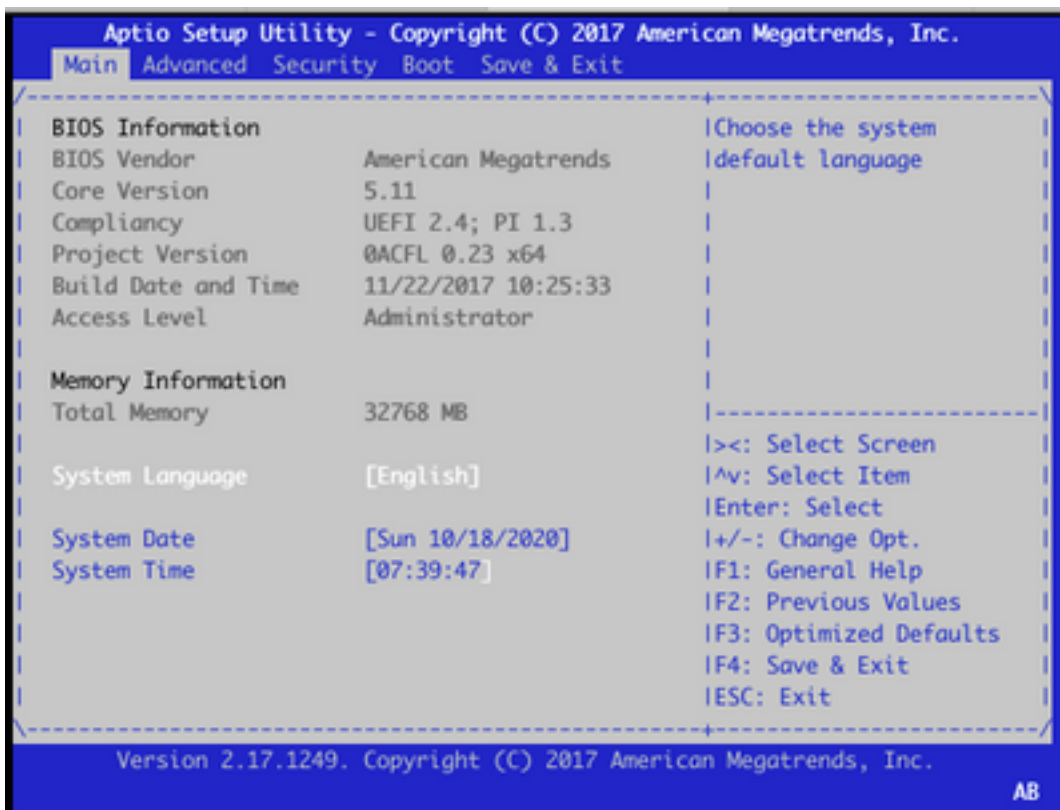 Aptio Setup Utility - Copyright (C) 2017 American Megatrends, Inc.
Main Advanced Security Boot Save & Exit
BIOS Information
BIOS Vendor American Megatrends
Core Version 5.11
Compliancy UEFI 2.4; PI 1.3
Project Version 0ACFL 0.23 x64
Build Date and Time 11/22/2017 10:25:33
Access Level Administrator
Memory Information
Total Memory 32768 MB
System Language [English]
System Date [Sun 10/18/2020]
System Time [07:39:47]
Choose the system
default language
><: Select Screen
^v: Select Item
Enter: Select
+/-: Change Opt.
F1: General Help
F2: Previous Values
F3: Optimized Defaults
F4: Save & Exit
ESC: Exit
Version 2.17.1249. Copyright (C) 2017 American Megatrends, Inc.
AB